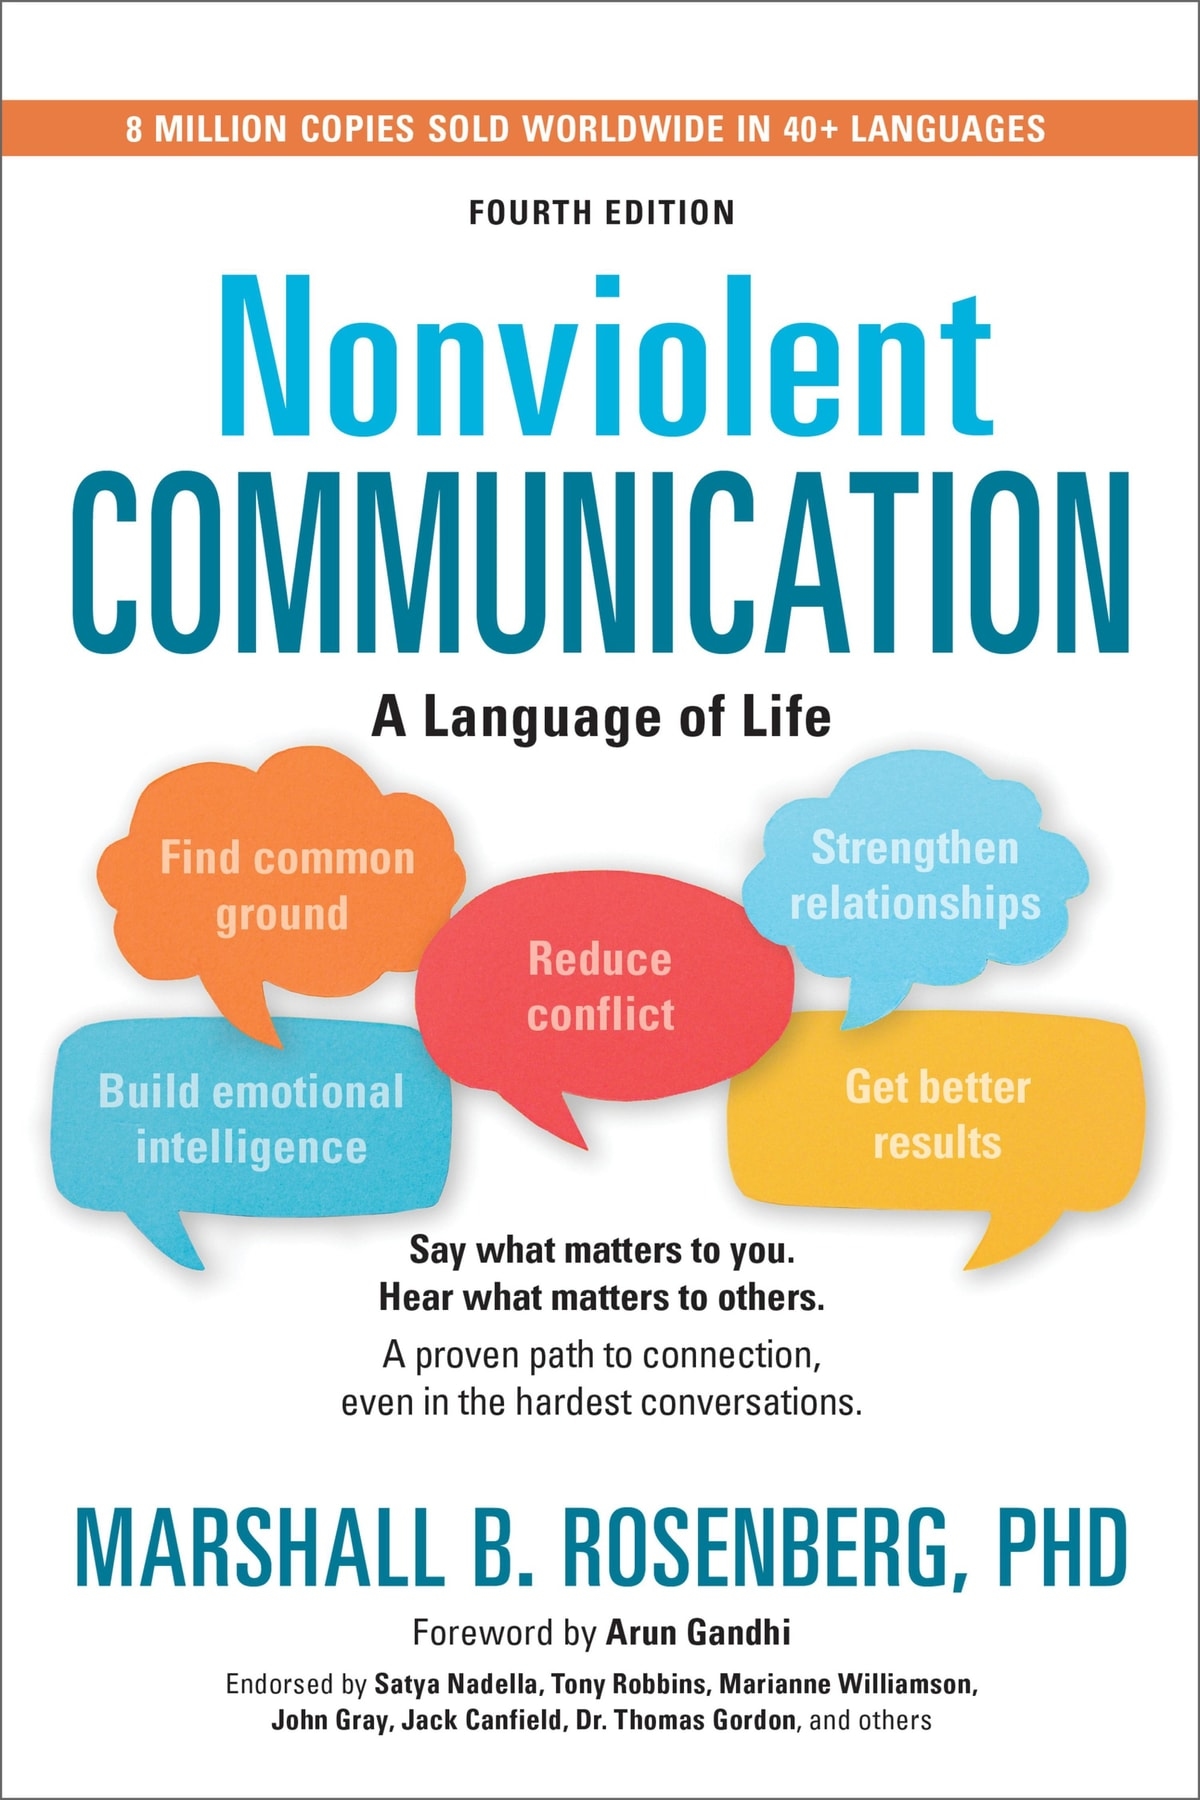 8 MILLION COPIES SOLD WORLDWIDE IN 40+ LANGUAGES
FOURTH EDITION
Nonviolent
COMMUNICATION
A Language of Life
Find common
ground
Strengthen
relationships
Reduce
conflict
Build emotional
intelligence
Get better
results
Say what matters to you.
Hear what matters to others.
A proven path to connection,
even in the hardest conversations.
MARSHALL B. ROSENBERG, PHD
Foreword by Arun Gandhi
Endorsed by Satya Nadella, Tony Robbins, Marianne Williamson,
John Gray, Jack Canfield, Dr. Thomas Gordon, and others